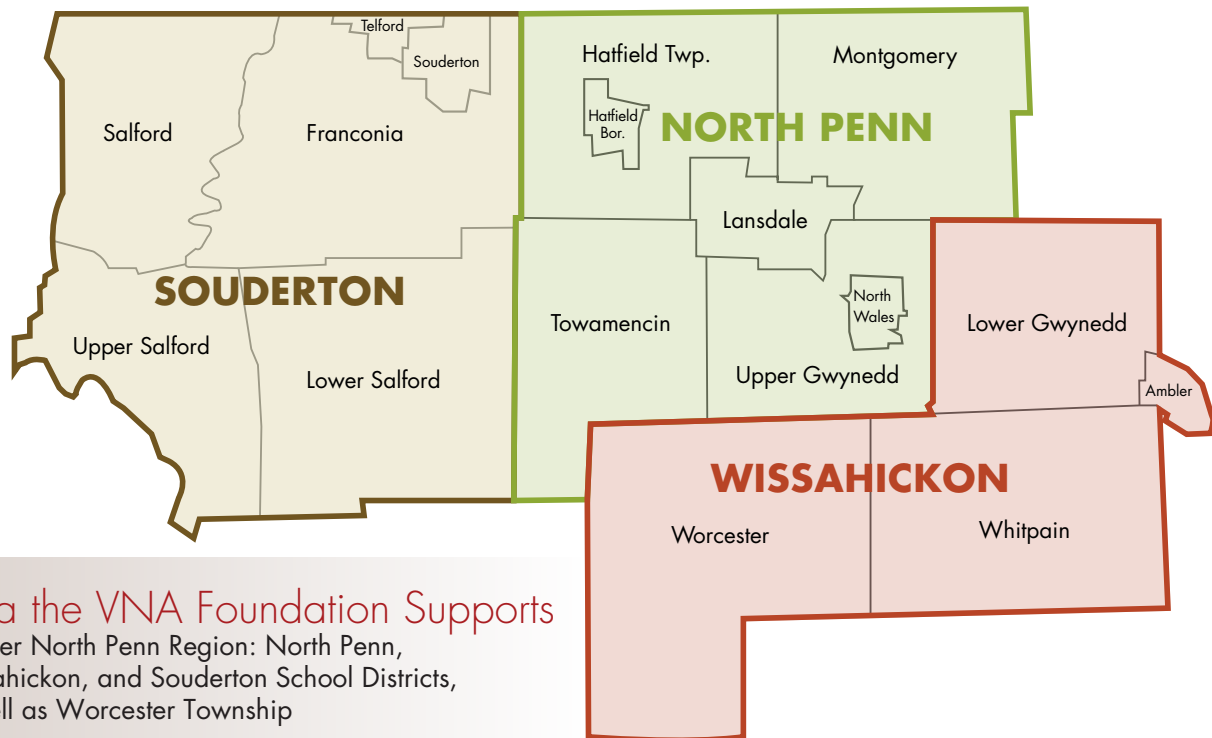 Telford
Souderton
Salford
Franconia
SOUDERTON
Upper Salford
Lower Salford
Hatfield Twp.
Montgomery
Hatfield
Bor.
NORTH PENN
Lansdale
Towamencin
North
Wales
Upper Gwynedd
Lower Gwynedd
Ambler
WISSAHICKON
Worcester
Whitpain
a the VNA Foundation Supports
er North Penn Region: North Penn,
ahickon, and Souderton School Districts,
ell as Worcester Township